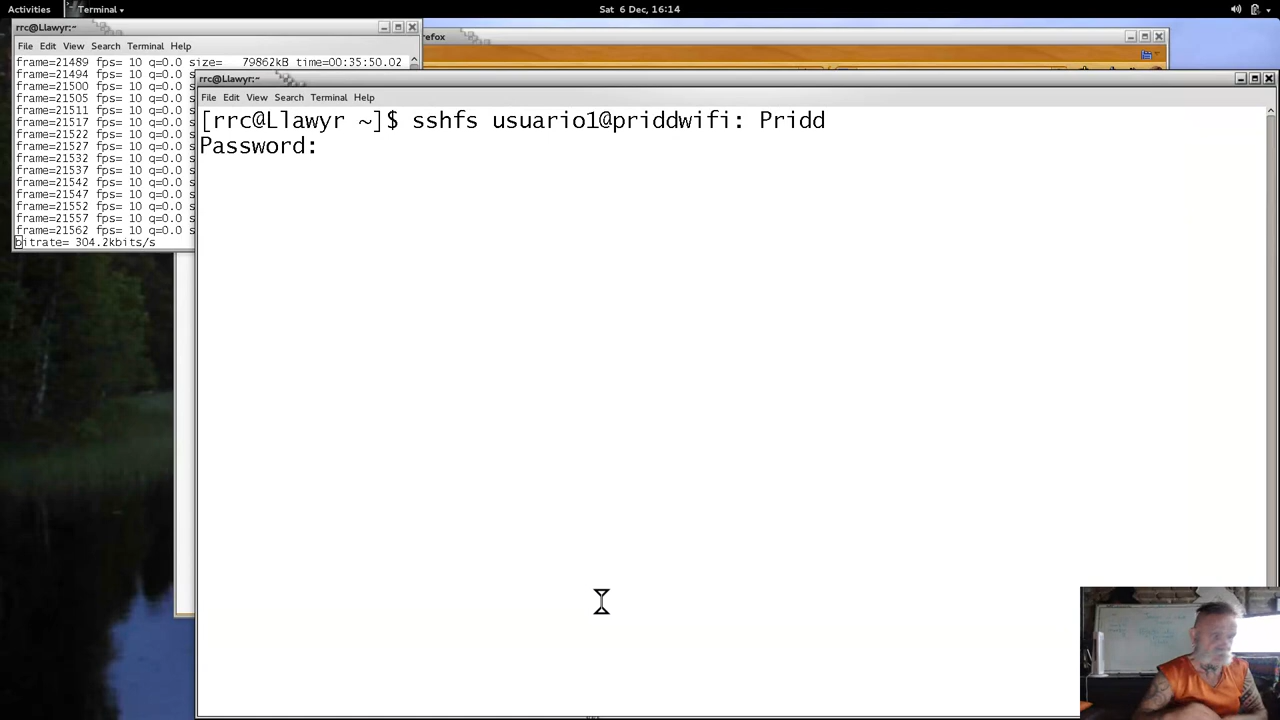 Activities Terminal Sat 6 Dec, 16:14
rrc@Llawyr:~
File Edit View Search Terminal Help
frame=21489 fps= 10 q=0.0 size= 79862kB time=00:35:50.02
frame=21494 fps= 10 q=0.0 s
frame=21500 fps= 10 q=0.0 s
frame=21505 fps= 10 q=0.0 s
frame=21511 fps= 10 q=0.0 s
frame=21517 fps= 10 q=0.0 s
frame=21522 fps= 10 q=0.0 s
frame=21527 fps= 10 q=0.0 s
frame=21532 fps= 10 q=0.0 s
frame=21537 fps= 10 q=0.0 s
frame=21542 fps= 10 q=0.0 s
frame=21547 fps= 10 q=0.0 s
frame=21552 fps= 10 q=0.0 s
frame=21557 fps= 10 q=0.0 s
frame=21562 fps= 10 q=0.0 s
bitrate= 304.2kbits/s
efox
rrc@Llawyr:~
File Edit View Search Terminal Help
[rrc@Llawyr ~]$ sshfs usuario1@priddwifi: Pridd
Password: